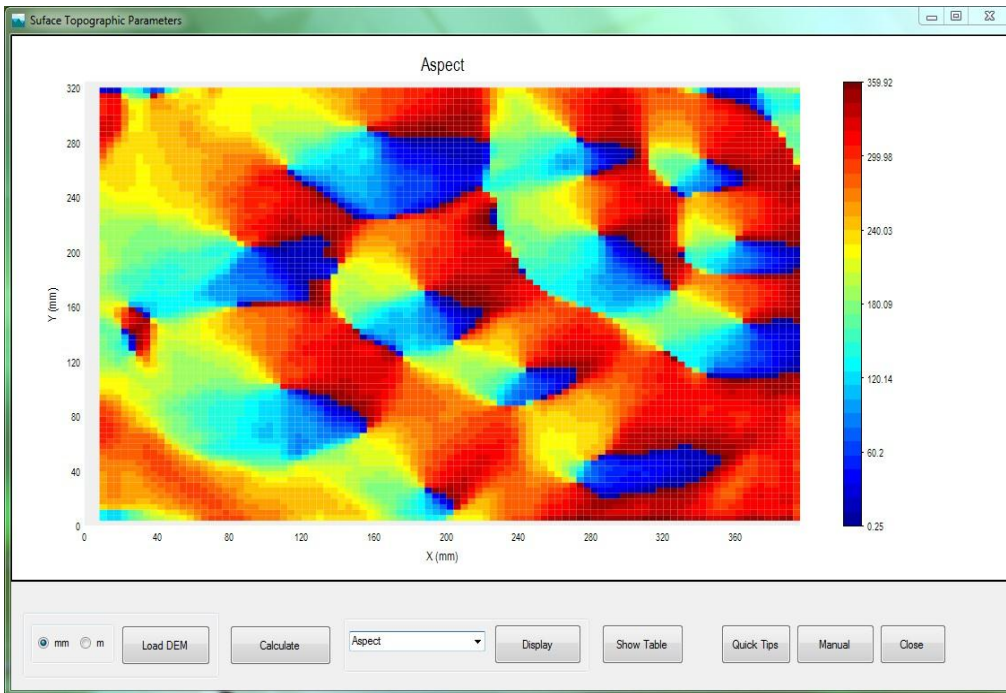 Suface Topographic Parameters
Aspect
320
280
240
200
160
120
80
40
0
Y (mm)
0 40 80 120 160 200 240 280 320 360
X (mm)
359.92
299.98
240.03
180.09
120.14
60.2
0.25
mm m Load DEM Calculate Aspect Display Show Table Quick Tips Manual Close